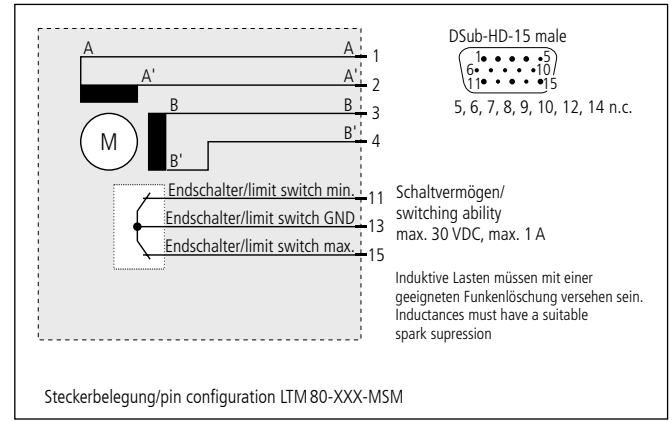 DSub-HD-15 male
1 5
6 10
11 15
5, 6, 7, 8, 9, 10, 12, 14 n.c.
A A 1
A' A' 2
B B 3
B' B' 4
M
Endschalter/limit switch min. 11
Endschalter/limit switch GND 13
Endschalter/limit switch max. 15
Schaltvermögen/
switching ability
max. 30 VDC, max. 1 A
Induktive Lasten müssen mit einer
geeigneten Funkenlöschung versehen sein.
Inductances must have a suitable
spark supression
Steckerbelegung/pin configuration LTM 80-XXX-MSM